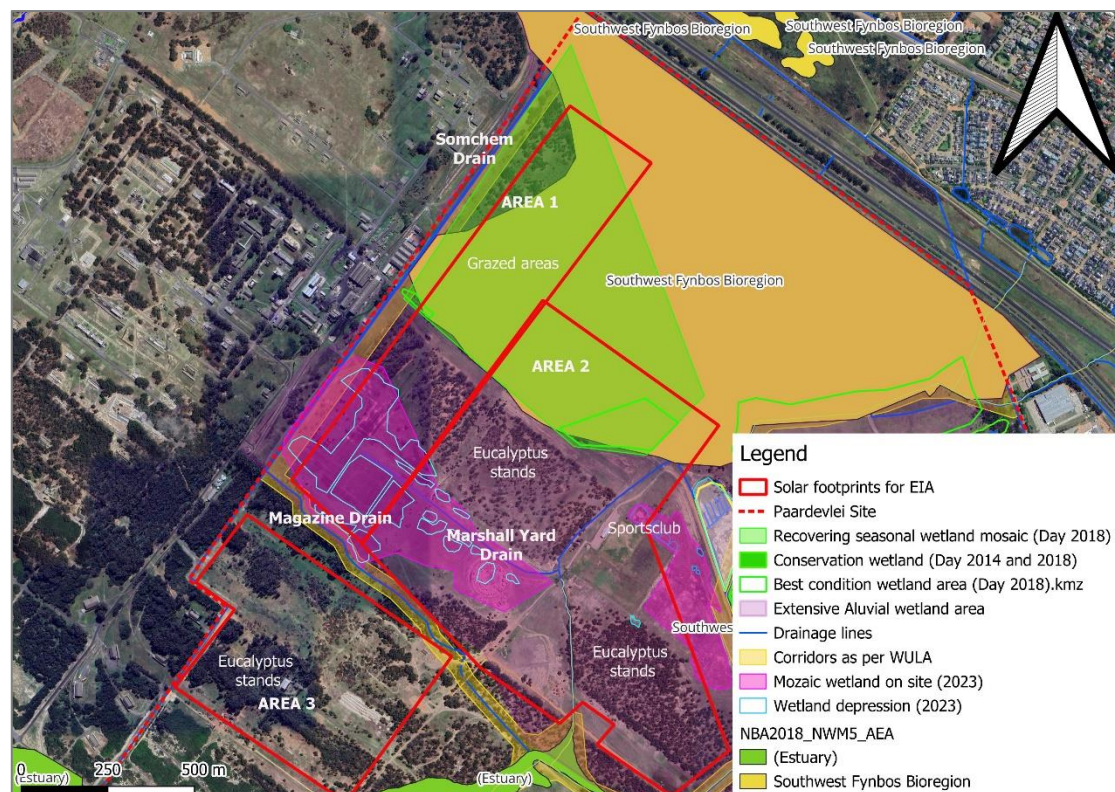 Southwest Fynbos Bioregion
Southwest Fynbos Bioregion
Southwest Fynbos Bioregion
Somchem
Drain
AREA 1
Grazed areas
Southwest Fynbos Bioregion
AREA 2
Eucalyptus
stands
Magazine Drain
Marshall Yard
Drain
Sportsclub
Eucalyptus
stands
AREA 3
Eucalyptus
stands
Southwes
(Estuary)
(Estuary)
0 250 500 m
Legend
Solar footprints for EIA
Paardevlei Site
Recovering seasonal wetland mosaic (Day 2018)
Conservation wetland (Day 2014 and 2018)
Best condition wetland area (Day 2018).kmz
Extensive Aluvial wetland area
Drainage lines
Corridors as per WULA
Mozaic wetland on site (2023)
Wetland depression (2023)
NBA2018_NWM5_AEA
(Estuary)
Southwest Fynbos Bioregion